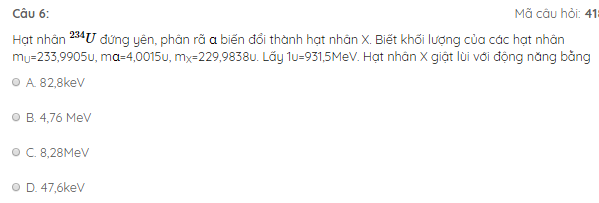 Câu 6: Mã câu hỏi: 418
Hạt nhân ²³⁴U đứng yên, phân rã α biến đổi thành hạt nhân X. Biết khối lượng của các hạt nhân
mᵤ=233,9905u, mα=4,0015u, mₓ=229,9838u. Lấy 1u=931,5MeV. Hạt nhân X giật lùi với động năng bằng
A. 82,8keV
B. 4,76 MeV
C. 8,28MeV
D. 47,6keV